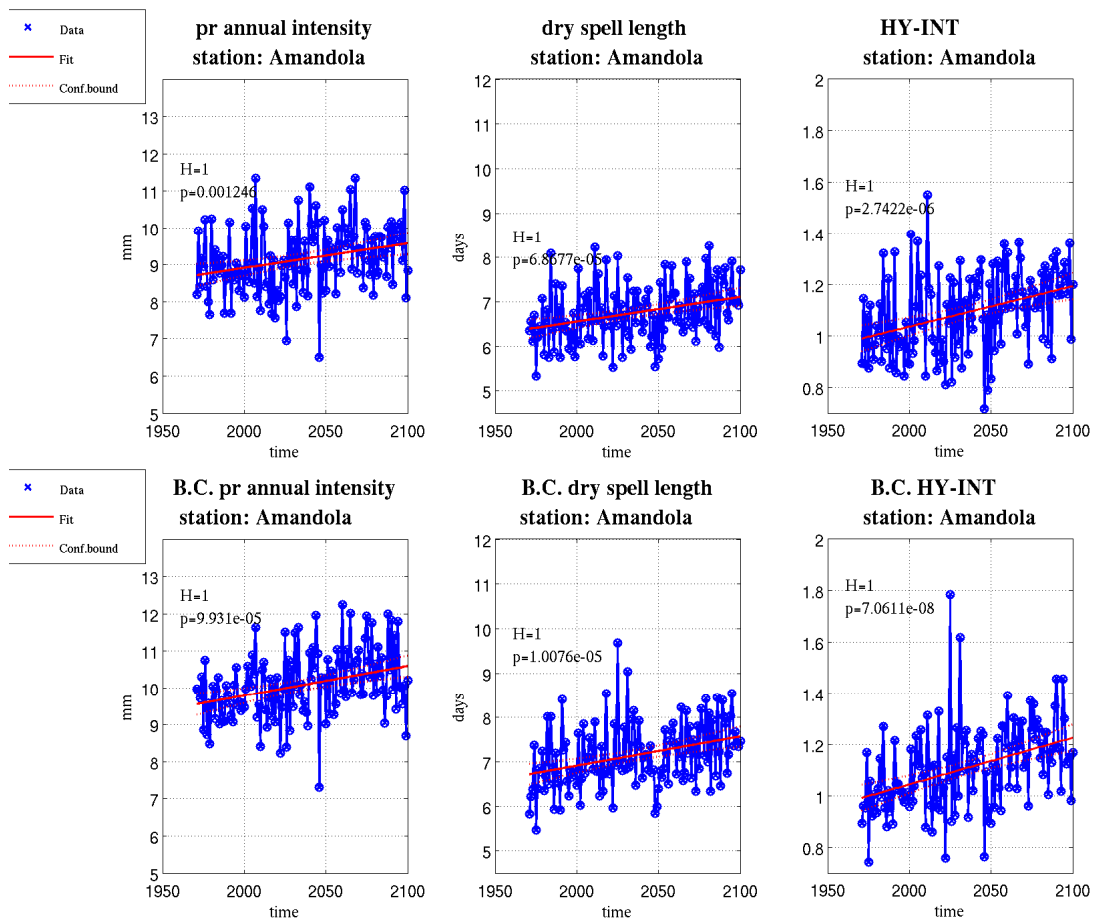 Data
Fit
Conf.bound
pr annual intensity
station: Amandola
H=1
p=0.001246
mm
13
12
11
10
9
8
7
6
5
1950
2000
2050
2100
time
dry spell length
station: Amandola
H=1
p=6.8677e-05
days
12
11
10
9
8
7
6
5
1950
2000
2050
2100
time
HY-INT
station: Amandola
H=1
p=2.7422e-06
2
1.8
1.6
1.4
1.2
1
0.8
1950
2000
2050
2100
time
Data
Fit
Conf.bound
B.C. pr annual intensity
station: Amandola
H=1
p=9.931e-05
mm
13
12
11
10
9
8
7
6
5
1950
2000
2050
2100
time
B.C. dry spell length
station: Amandola
H=1
p=1.0076e-05
days
12
11
10
9
8
7
6
5
1950
2000
2050
2100
time
B.C. HY-INT
station: Amandola
H=1
p=7.0611e-08
2
1.8
1.6
1.4
1.2
1
0.8
1950
2000
2050
2100
time